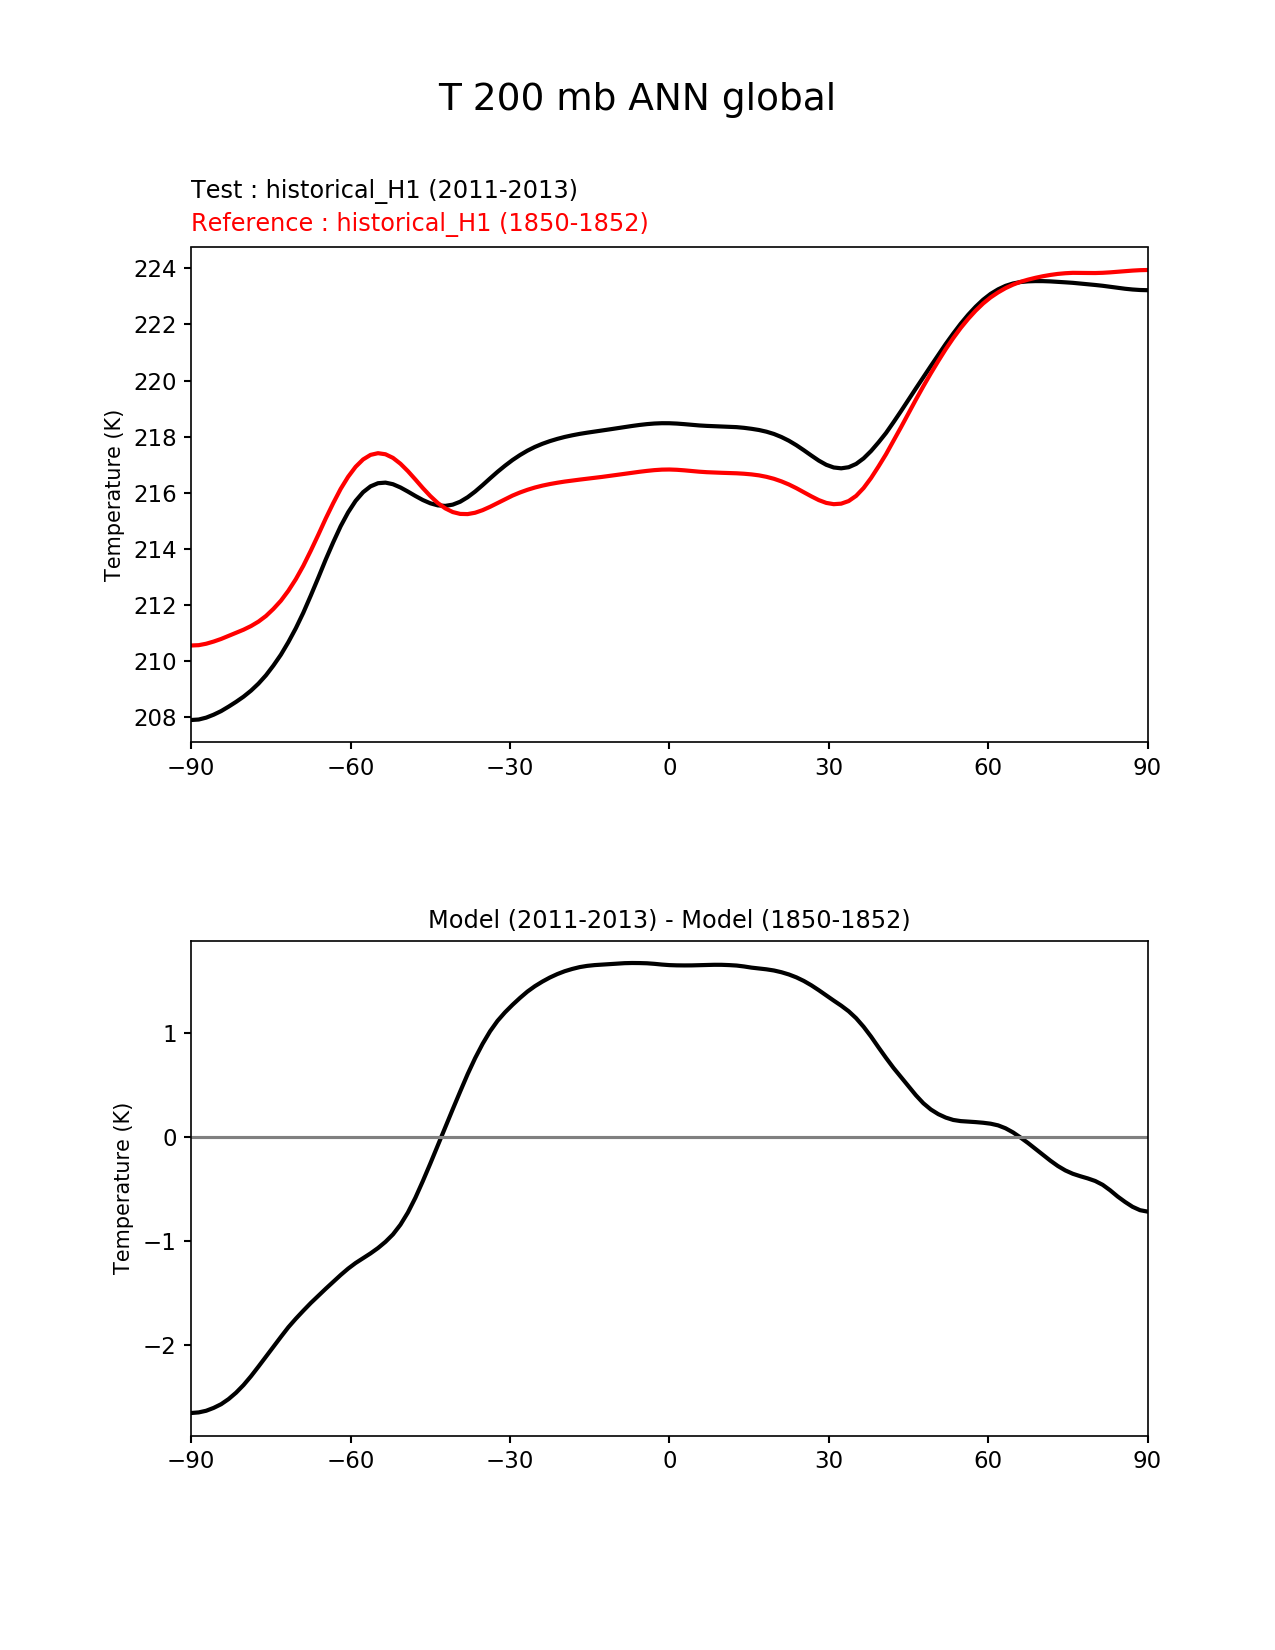 T 200 mb ANN global
Test : historical_H1 (2011-2013)
Reference : historical_H1 (1850-1852)
224
222
220
218
216
214
212
210
208
Temperature (K)
−90 −60 −30 0 30 60 90
Model (2011-2013) - Model (1850-1852)
1
0
−1
−2
Temperature (K)
−90 −60 −30 0 30 60 90